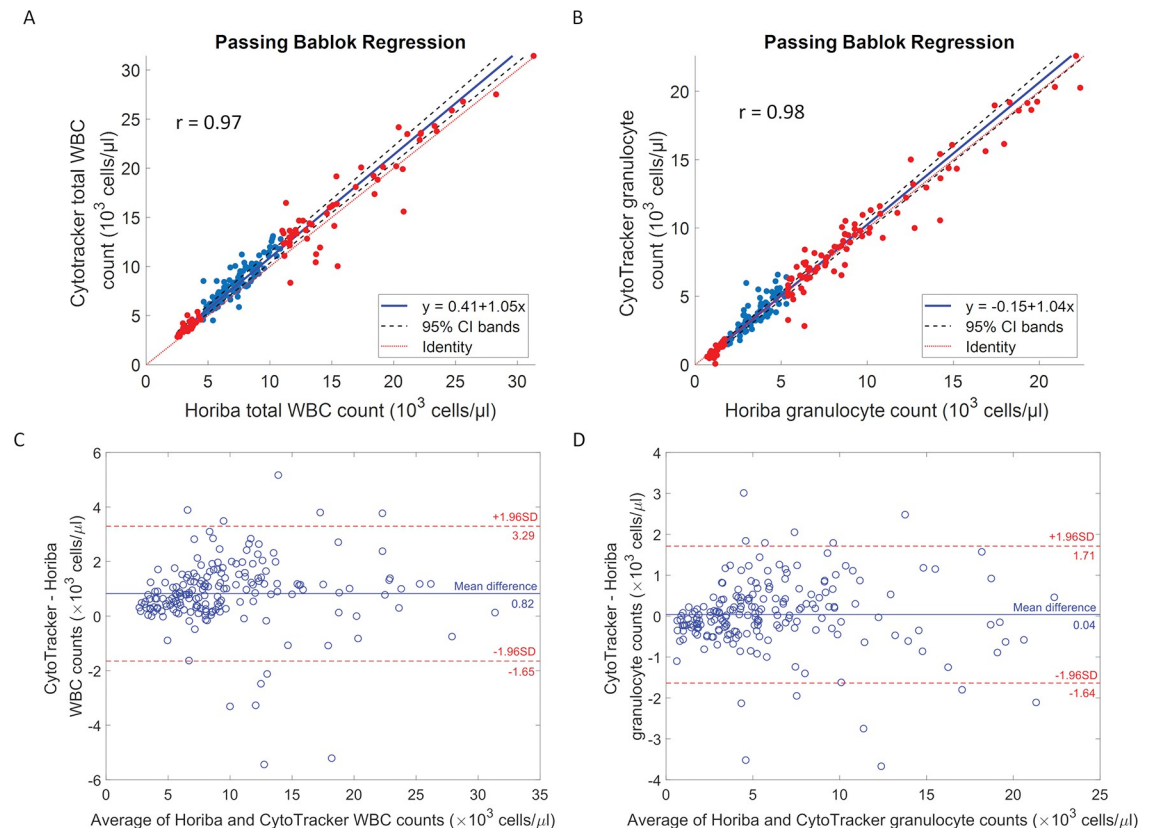 A
Passing Bablok Regression
r = 0.97
Cytotracker total WBC
count (10³ cells/µl)
30
25
20
15
10
5
0
y = 0.41+1.05x
95% CI bands
Identity
0 5 10 15 20 25 30
Horiba total WBC count (10³ cells/µl)
B
Passing Bablok Regression
r = 0.98
CytoTracker granulocyte
count (10³ cells/µl)
20
15
10
5
0
y = -0.15+1.04x
95% CI bands
Identity
0 5 10 15 20
Horiba granulocyte count (10³ cells/µl)
C
CytoTracker - Horiba
WBC counts (×10³ cells/µl)
6
4
2
0
-2
-4
-6
+1.96SD
3.29
Mean difference
0.82
-1.96SD
-1.65
0 5 10 15 20 25 30 35
Average of Horiba and CytoTracker WBC counts (×10³ cells/µl)
D
CytoTracker - Horiba
granulocyte counts (×10³ cells/µl)
4
3
2
1
0
-1
-2
-3
-4
+1.96SD
1.71
Mean difference
0.04
-1.96SD
-1.64
0 5 10 15 20 25
Average of Horiba and CytoTracker granulocyte counts (×10³ cells/µl)